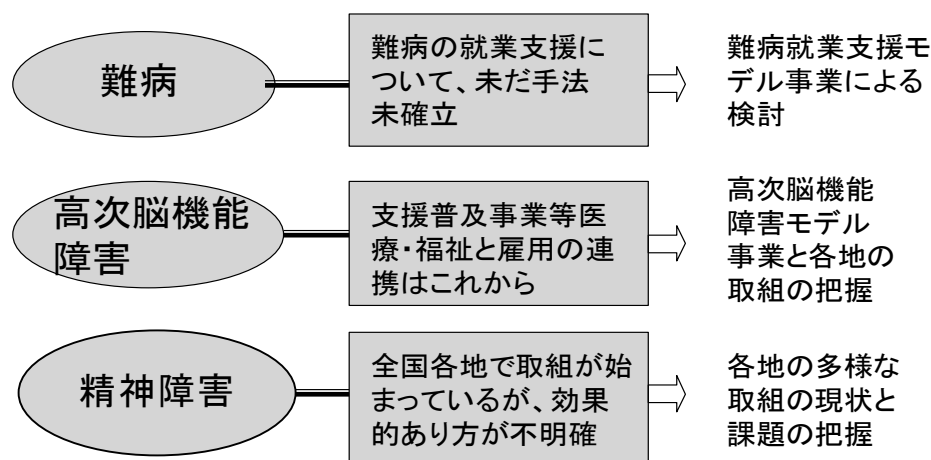 難病
難病の就業支援に
ついて、未だ手法
未確立
難病就業支援モ
デル事業による
検討
高次脳機能
障害
支援普及事業等医
療・福祉と雇用の連
携はこれから
高次脳機能
障害モデル
事業と各地の
取組の把握
精神障害
全国各地で取組が始
まっているが、効果
的あり方が不明確
各地の多様な
取組の現状と
課題の把握